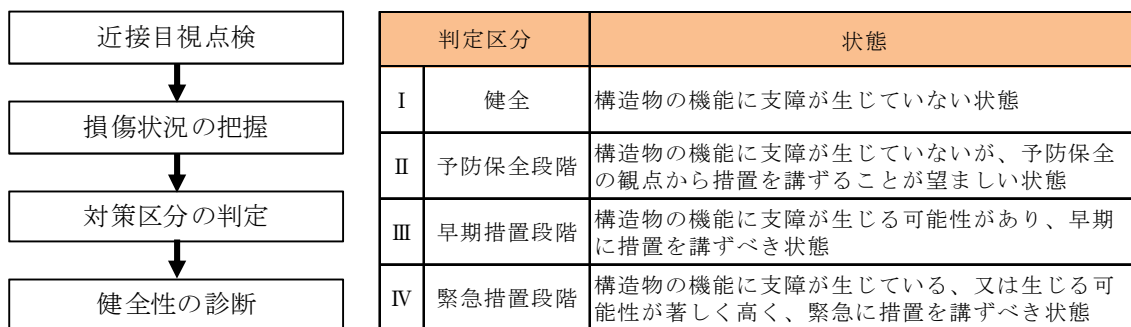 近接目視点検
損傷状況の把握
対策区分の判定
健全性の診断
判定区分 状態
Ⅰ 健全 構造物の機能に支障が生じていない状態
Ⅱ 予防保全段階 構造物の機能に支障が生じていないが、予防保全
の観点から措置を講ずることが望ましい状態
Ⅲ 早期措置段階 構造物の機能に支障が生じる可能性があり、早期
に措置を講ずべき状態
Ⅳ 緊急措置段階 構造物の機能に支障が生じている、又は生じる可
能性が著しく高く、緊急に措置を講ずべき状態